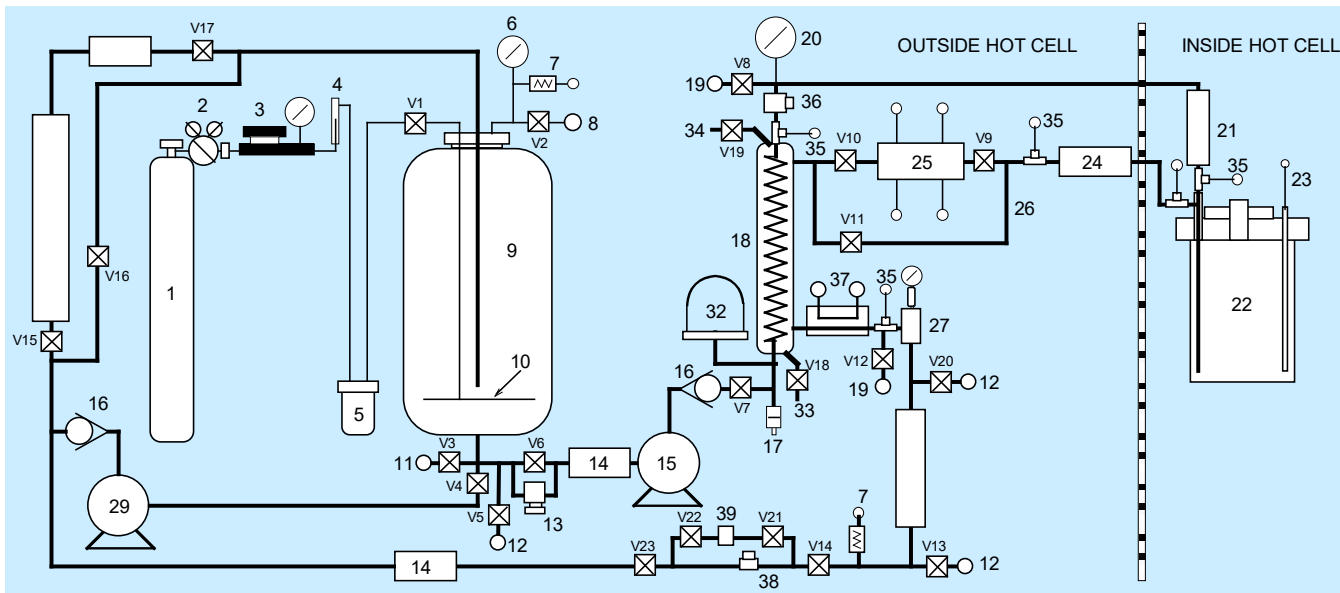 V17
6
20
OUTSIDE HOT CELL
INSIDE HOT CELL
2
3
4
7
V8
19
36
V1
8
V2
34
V19
35
V10
25
V9
35
24
21
35
23
26
18
V11
9
V16
1
22
37
35
32
27
10
V15
V18
V12
V20
12
16
5
16
V7
33
19
17
11
V3
V6
14
15
V4
29
V5
13
12
7
V22
39
V21
14
V23
38
V14
V13
12